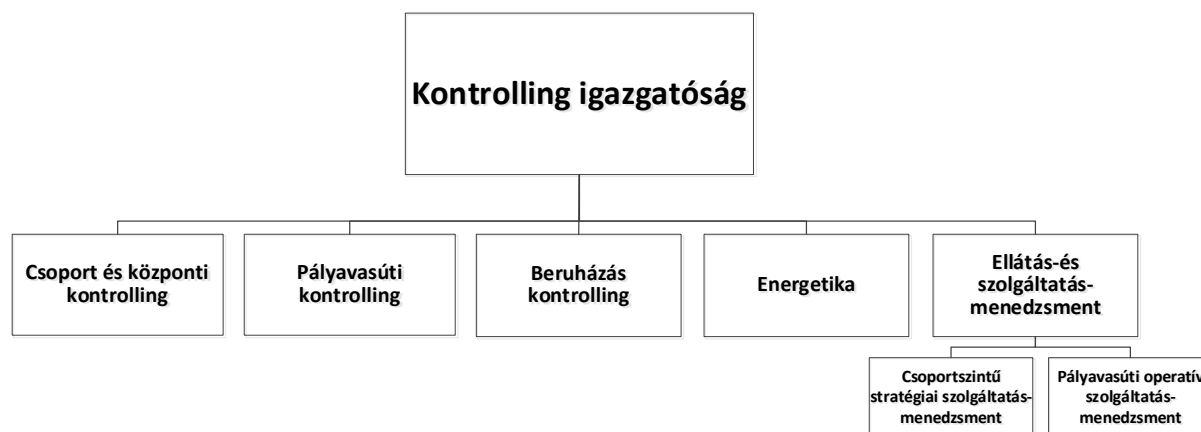 Kontrolling igazgatóság
Csoport és központi
kontrolling
Pályavasúti
kontrolling
Beruházás
kontrolling
Energetika
Ellátás-és
szolgáltatás-
menedzsment
Csoportszintű
stratégiai szolgáltatás-
menedzsment
Pályavasúti operatív
szolgáltatás-
menedzsment